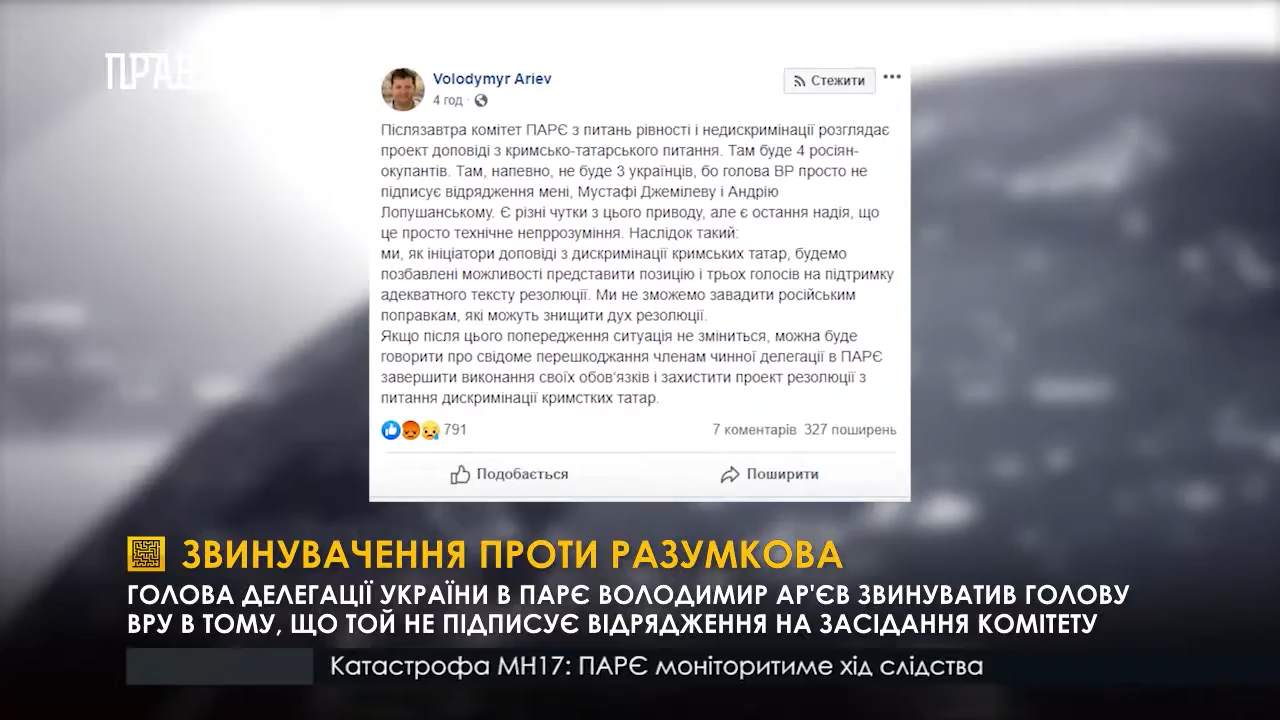 ПРАВ
Volodymyr Ariev
Стежити
4 год ·
Післязавтра комітет ПАРЄ з питань рівності і недискримінації розглядає
проект доповіді з кримсько-татарського питання. Там буде 4 росіян-
окупантів. Там, напевно, не буде 3 українців, бо голова ВР просто не
підписує відрядження мені, Мустафі Джемілеву і Андрію
Лопушанському. Є різні чутки з цього приводу, але є остання надія, що
це просто технічне непррозуміння. Наслідок такий:
ми, як ініціатори доповіді з дискримінації кримських татар, будемо
позбавлені можливості представити позицію і трьох голосів на підтримку
адекватного тексту резолюції. Ми не зможемо завадити російським
поправкам, які можуть знищити дух резолюції.
Якщо після цього попередження ситуація не зміниться, можна буде
говорити про свідоме перешкоджання членам чинної делегації в ПАРЄ
завершити виконання своїх обов'язків і захистити проект резолюції з
питання дискримінації кримстких татар.
791
7 коментарів 327 поширень
Подобається
Поширити
ЗВИНУВАЧЕННЯ ПРОТИ РАЗУМКОВА
ГОЛОВА ДЕЛЕГАЦІЇ УКРАЇНИ В ПАРЄ ВОЛОДИМИР АР'ЄВ ЗВИНУВАТИВ ГОЛОВУ
ВРУ В ТОМУ, ЩО ТОЙ НЕ ПІДПИСУЄ ВІДРЯДЖЕННЯ НА ЗАСІДАННЯ КОМІТЕТУ
Катастрофа МН17: ПАРЄ моніторитиме хід слідства